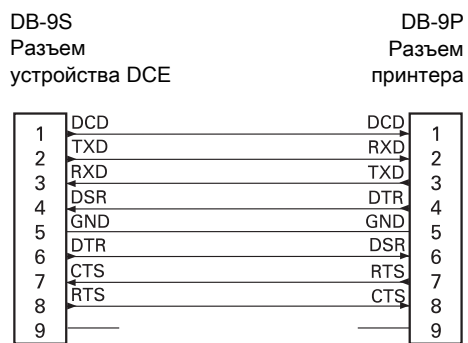 DB-9S DB-9P
Разъем Разъем
устройства DCE принтера
1 DCD DCD 1
2 TXD RXD 2
3 RXD TXD 3
4 DSR DTR 4
5 GND GND 5
6 DTR DSR 6
7 CTS RTS 7
8 RTS CTS 8
9 9